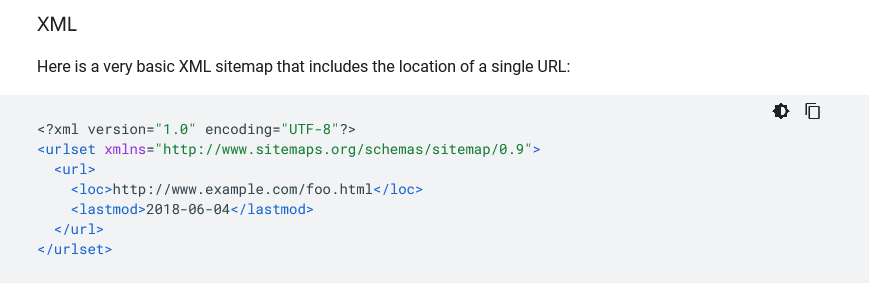 XML
Here is a very basic XML sitemap that includes the location of a single URL:
<?xml version="1.0" encoding="UTF-8"?>
<urlset xmlns="http://www.sitemaps.org/schemas/sitemap/0.9">
  <url>
    <loc>http://www.example.com/foo.html</loc>
    <lastmod>2018-06-04</lastmod>
  </url>
</urlset>